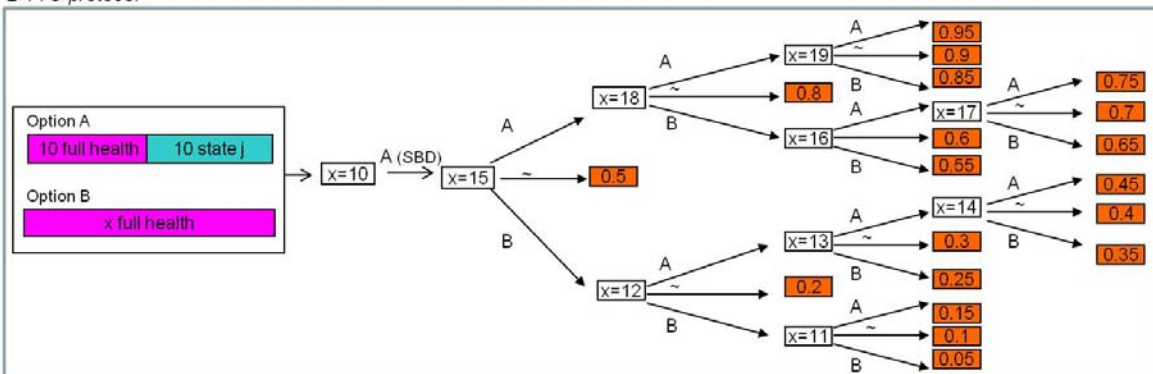 protocol
Option A
10 full health 10 state j
Option B
x full health
x=10
A (SBD)
x=15
A
~
B
0.5
x=18
A
~
B
0.8
x=19
A
~
B
0.95
0.9
0.85
x=16
A
~
B
x=17
0.6
0.55
A
~
B
0.75
0.7
0.65
x=12
A
~
B
0.2
x=13
A
~
B
x=14
0.3
0.25
A
~
B
0.45
0.4
0.35
x=11
A
~
B
0.15
0.1
0.05